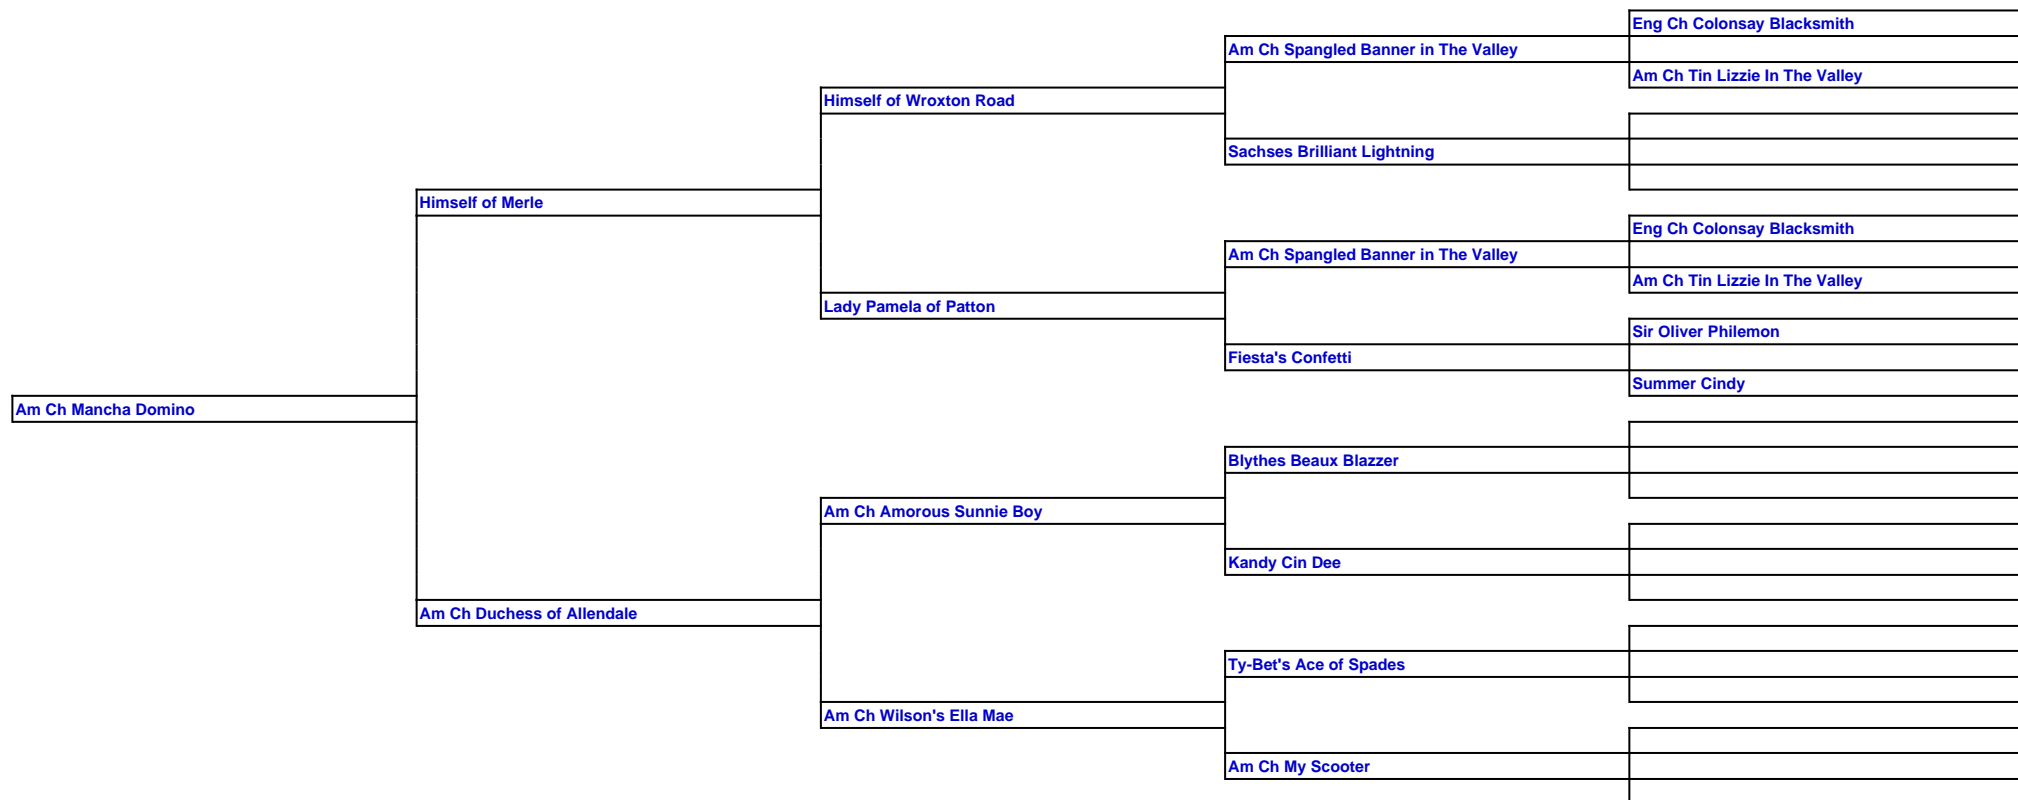 Eng Ch Colonsay Blacksmith
Am Ch Spangled Banner in The Valley
Am Ch Tin Lizzie In The Valley
Himself of Wroxton Road
Sachses Brilliant Lightning
Himself of Merle
Eng Ch Colonsay Blacksmith
Am Ch Spangled Banner in The Valley
Am Ch Tin Lizzie In The Valley
Lady Pamela of Patton
Sir Oliver Philemon
Fiesta's Confetti
Summer Cindy
Am Ch Mancha Domino
Blythes Beaux Blazzer
Am Ch Amorous Sunnie Boy
Kandy Cin Dee
Am Ch Duchess of Allendale
Ty-Bet's Ace of Spades
Am Ch Wilson's Ella Mae
Am Ch My Scooter